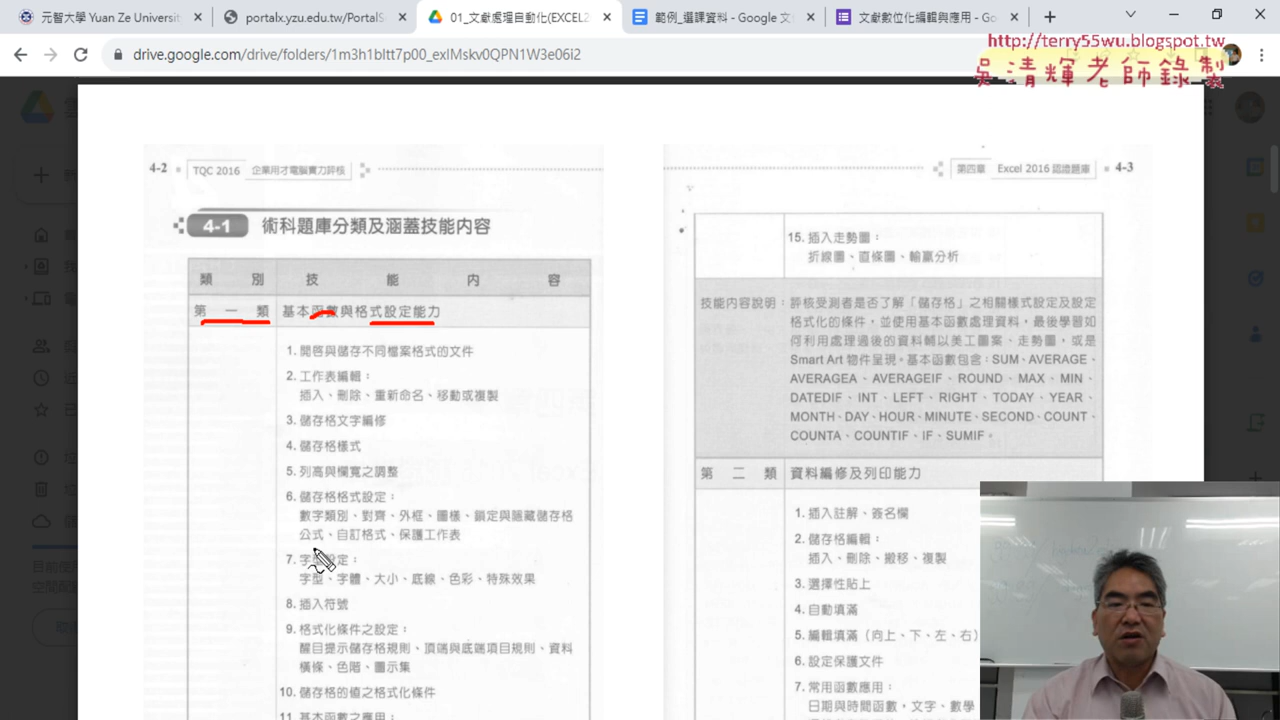 元智大學 Yuan Ze Universit
portalx.yzu.edu.tw/PortalS
01_文獻處理自動化(EXCEL2
範例_選課資料 - Google 文
文獻數位化編輯與應用 - Go
drive.google.com/drive/folders/1m3h1bltt7p00_exIMskv0QPN1W3e06i2
http://terry55wu.blogspot.tw
吳清輝老師錄製
4-2 TQC 2016 企業用才電腦實力評核
4-1 術科題庫分類及涵蓋技能內容
類別 技能內容
第一類 基本函數與格式設定能力
1. 開啓與儲存不同檔案格式的文件
2. 工作表編輯：
插入、刪除、重新命名、移動或複製
3. 儲存格文字編修
4. 儲存格樣式
5. 列高與欄寬之調整
6. 儲存格格式設定：
數字類別、對齊、外框、圖樣、鎖定與隱藏儲存格
公式、自訂格式、保護工作表
7. 字型設定：
字型、字體、大小、底線、色彩、特殊效果
8. 插入符號
9. 格式化條件之設定：
醒目提示儲存格規則、頂端與底端項目規則、資料
橫條、色階、圖示集
10. 儲存格的值之格式化條件
11. 基本函數之應用：
第四章 Excel 2016 認證題庫 4-3
15. 插入走勢圖：
折線圖、直條圖、輸贏分析
技能內容說明：評核受測者是否了解「儲存格」之相關樣式設定及設定
格式化的條件，並使用基本函數處理資料，最後學習如
何利用處理過後的資料輔以美工圖案、走勢圖，或是
Smart Art 物件呈現。基本函數包含：SUM、AVERAGE、
AVERAGEA、AVERAGEIF、ROUND、MAX、MIN、
DATEDIF、INT、LEFT、RIGHT、TODAY、YEAR、
MONTH、DAY、HOUR、MINUTE、SECOND、COUNT、
COUNTA、COUNTIF、IF、SUMIF。
第二類 資料編修及列印能力
1. 插入註解、簽名欄
2. 儲存格編輯：
插入、刪除、搬移、複製
3. 選擇性貼上
4. 自動填滿
5. 編輯填滿（向上、下、左、右）
6. 設定保護文件
7. 常用函數應用：
日期與時間函數，文字、數學